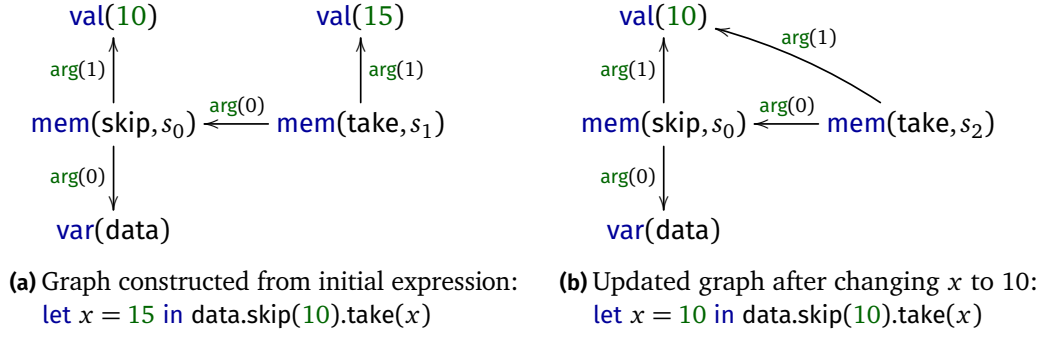 val(10) val(15) val(10)
arg(1) arg(1) arg(1) arg(1)
mem(skip, s₀) arg(0) mem(take, s₁) mem(skip, s₀) arg(0) mem(take, s₂)
arg(0) arg(0)
var(data) var(data)
(a) Graph constructed from initial expression:
let x = 15 in data.skip(10).take(x)
(b) Updated graph after changing x to 10:
let x = 10 in data.skip(10).take(x)